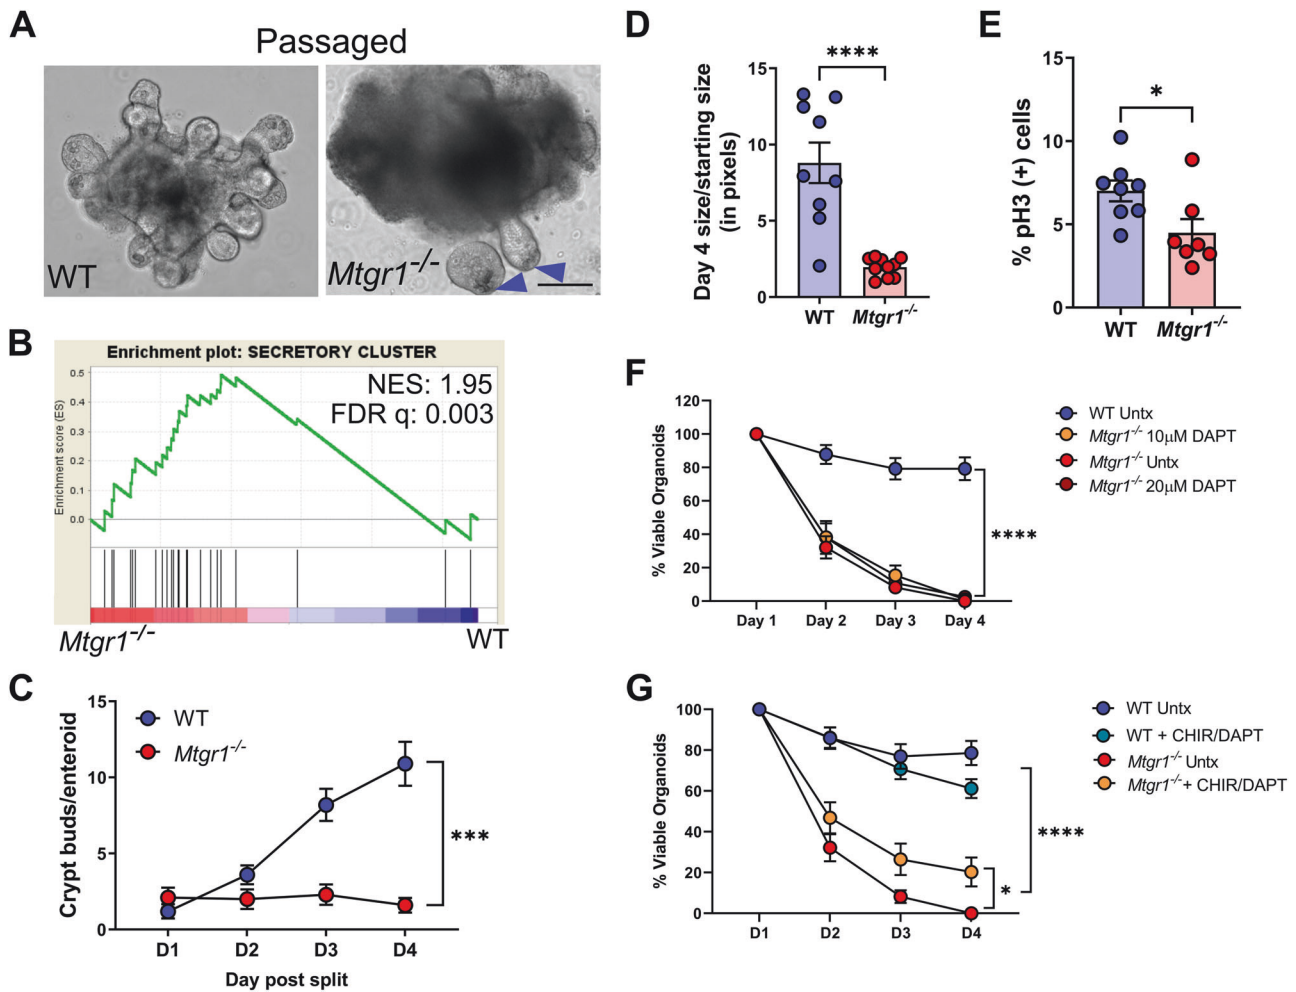 A
Passaged
WT
Mtgr1-/-
B
Enrichment plot: SECRETORY CLUSTER
NES: 1.95
FDR q: 0.003
Enrichment score (ES)
0.5
0.4
0.3
0.2
0.1
0.0
Mtgr1-/-
WT
C
Crypt buds/enteroid
15
10
5
0
WT
Mtgr1-/-
***
D1 D2 D3 D4
Day post split
D
Day 4 size/starting size
(in pixels)
15
10
5
0
****
WT Mtgr1-/-
E
% pH3 (+) cells
15
10
5
0
*
WT Mtgr1-/-
F
% Viable Organoids
120
100
80
60
40
20
0
Day 1 Day 2 Day 3 Day 4
****
WT Untx
Mtgr1-/- 10μM DAPT
Mtgr1-/- Untx
Mtgr1-/- 20μM DAPT
G
% Viable Organoids
100
80
60
40
20
0
D1 D2 D3 D4
*
****
WT Untx
WT + CHIR/DAPT
Mtgr1-/- Untx
Mtgr1-/-+ CHIR/DAPT